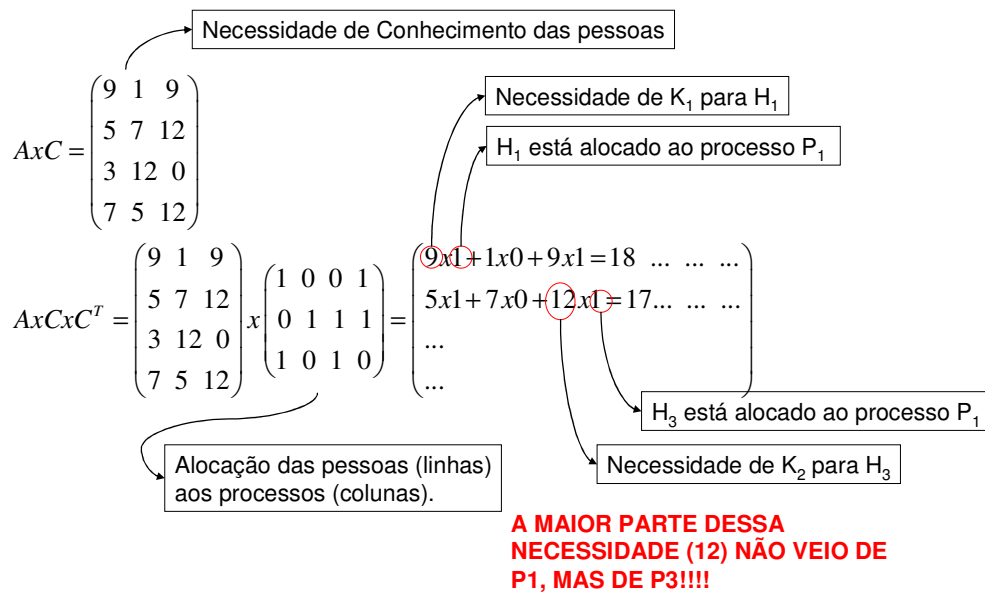 Necessidade de Conhecimento das pessoas
9 1 9
5 7 12
3 12 0
7 5 12
AxC =
Necessidade de K₁ para H₁
H₁ está alocado ao processo P₁
AxCxCᵀ =
9 1 9
5 7 12
3 12 0
7 5 12
x
1 0 0 1
0 1 1 1
1 0 1 0
=
9x1+1x0+9x1=18 ... ... ...
5x1+7x0+12x1=17... ... ...
...
...
H₃ está alocado ao processo P₁
Necessidade de K₂ para H₃
Alocação das pessoas (linhas)
aos processos (colunas).
A MAIOR PARTE DESSA
NECESSIDADE (12) NÃO VEIO DE
P1, MAS DE P3!!!!